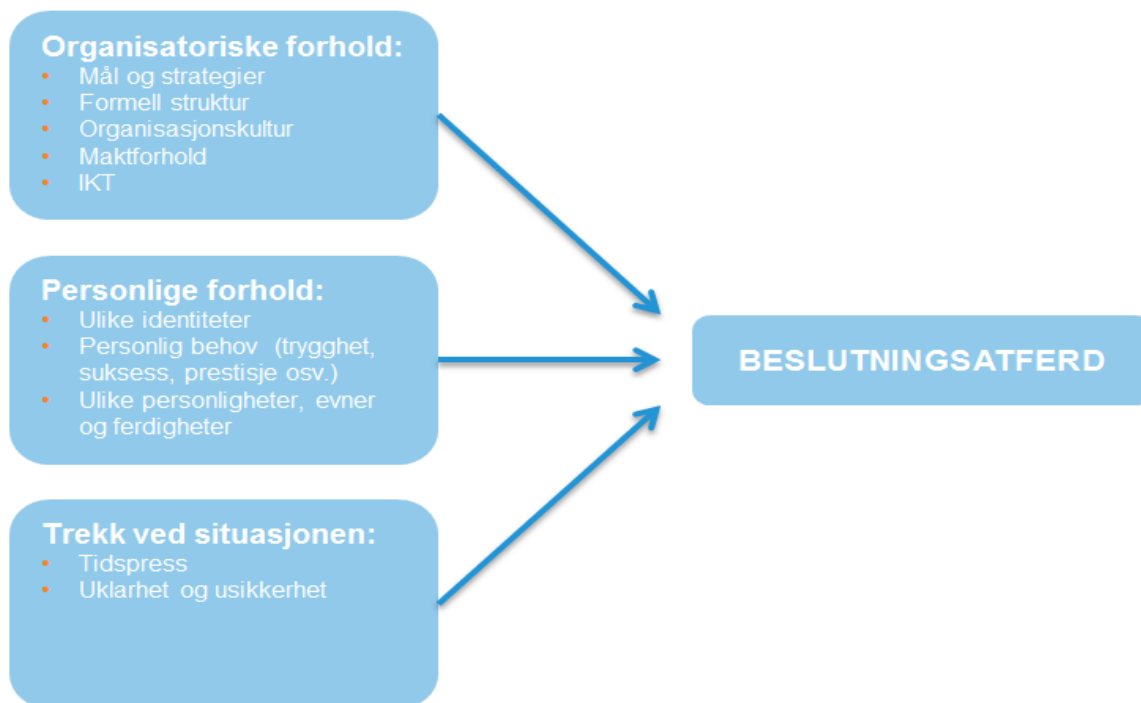 Organisatoriske forhold:
• Mål og strategier
• Formell struktur
• Organisasjonskultur
• Maktforhold
• IKT
Personlige forhold:
• Ulike identiteter
• Personlig behov (trygghet,
suksess, prestisje osv.)
• Ulike personligheter, evner
og ferdigheter
BESLUTNINGSATFERD
Trekk ved situasjonen:
• Tidspress
• Uklarhet og usikkerhet